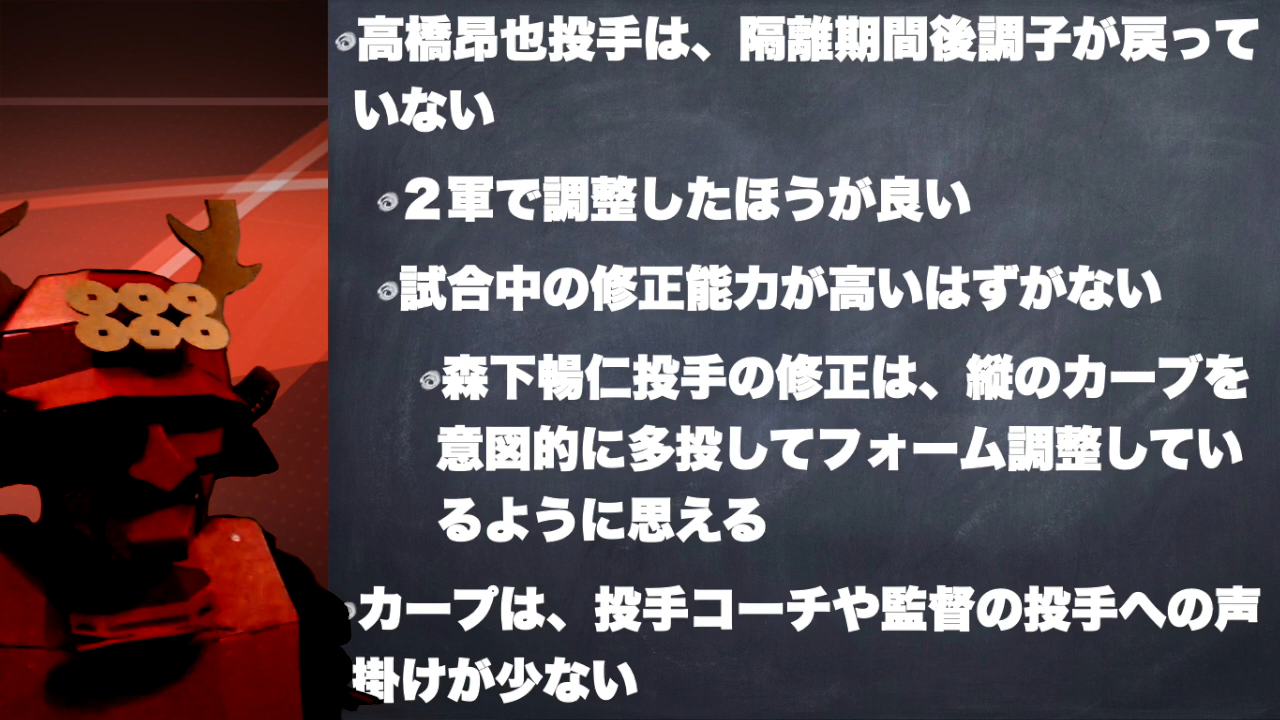 高橋昂也投手は、隔離期間後調子が戻って
いない
２軍で調整したほうが良い
試合中の修正能力が高いはずがない
森下暢仁投手の修正は、縦のカーブを
意図的に多投してフォーム調整してい
るように思える
カープは、投手コーチや監督の投手への声
掛けが少ない